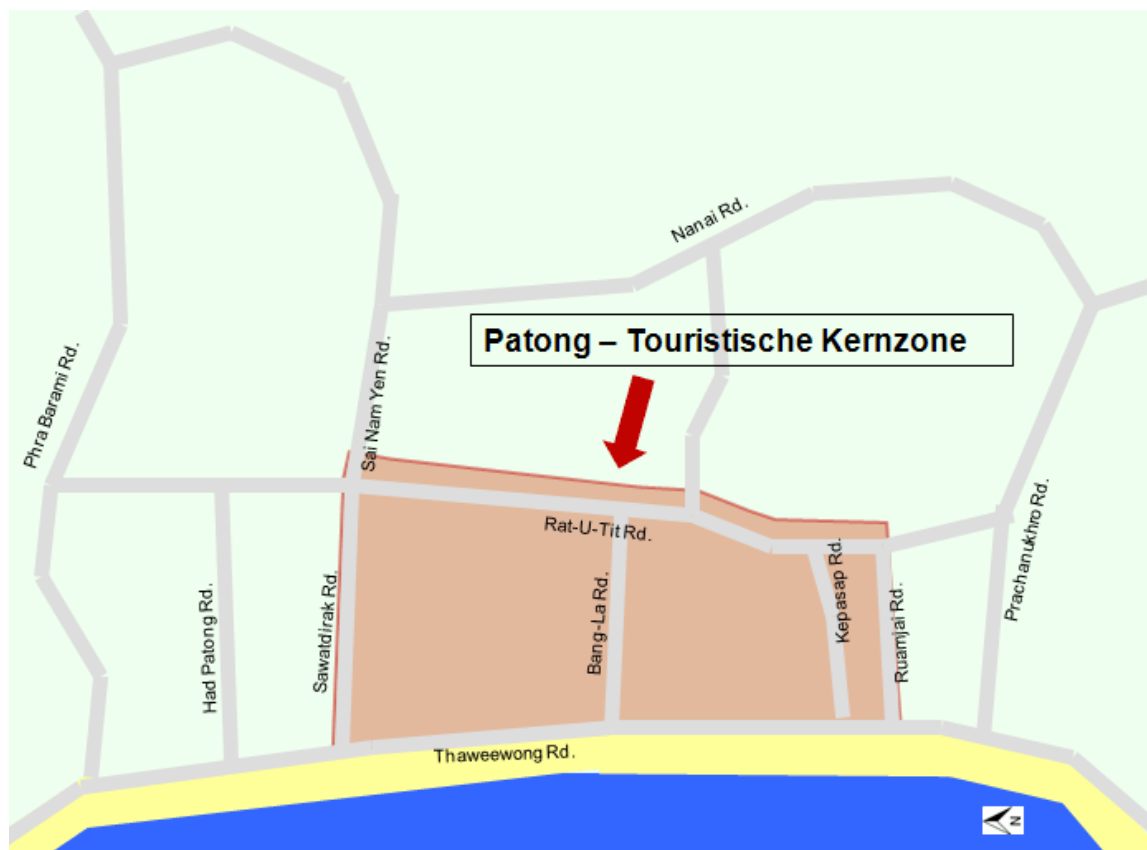 Nanai Rd.
Patong – Touristische Kernzone
Phra Barami Rd.
Sai Nam Yen Rd.
Rat-U-Tit Rd.
Prachanukhro Rd.
Had Patong Rd.
Sawatdirak Rd.
Bang-La Rd.
Kepasap Rd.
Ruamjai Rd.
Thaweewong Rd.
N